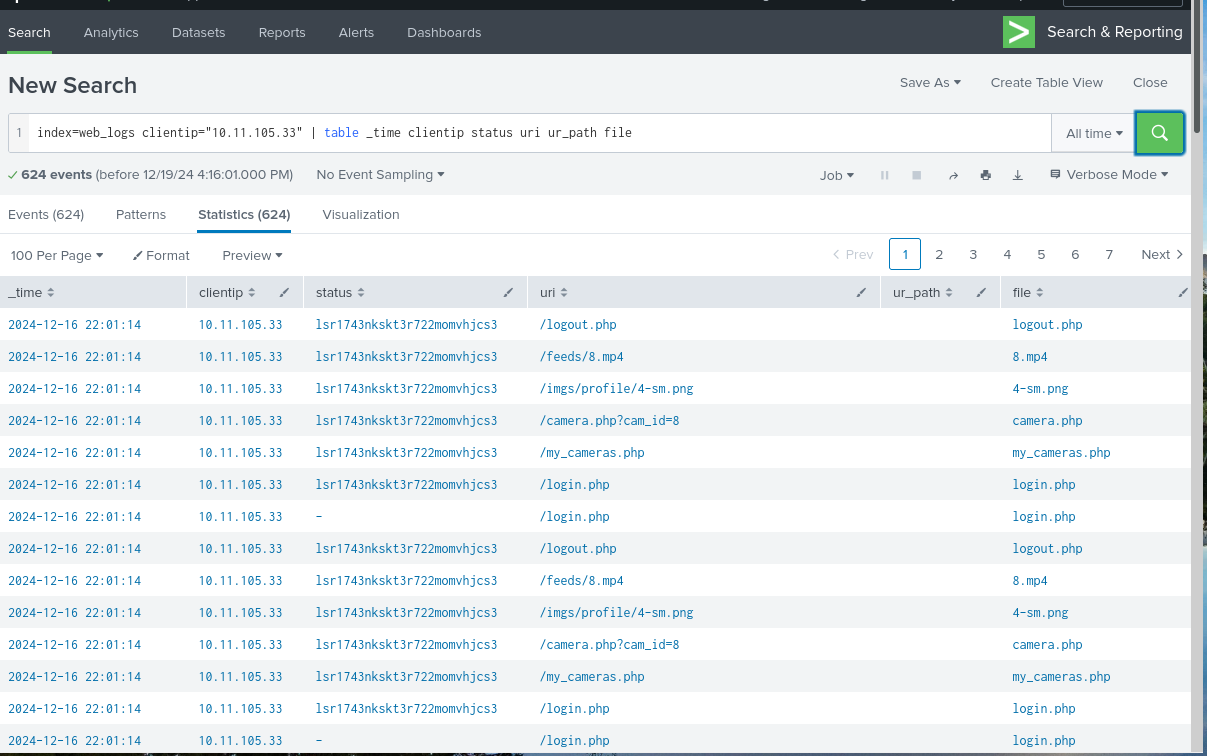 Search Analytics Datasets Reports Alerts Dashboards Search & Reporting
New Search Save As Create Table View Close
1 index=web_logs clientip="10.11.105.33" | table _time clientip status uri ur_path file All time
624 events (before 12/19/24 4:16:01.000 PM) No Event Sampling Job Verbose Mode
Events (624) Patterns Statistics (624) Visualization
100 Per Page Format Preview Prev 1 2 3 4 5 6 7 Next
_time clientip status uri ur_path file
2024-12-16 22:01:14 10.11.105.33 lsr1743nkskt3r722momvhjcs3 /logout.php logout.php
2024-12-16 22:01:14 10.11.105.33 lsr1743nkskt3r722momvhjcs3 /feeds/8.mp4 8.mp4
2024-12-16 22:01:14 10.11.105.33 lsr1743nkskt3r722momvhjcs3 /imgs/profile/4-sm.png 4-sm.png
2024-12-16 22:01:14 10.11.105.33 lsr1743nkskt3r722momvhjcs3 /camera.php?cam_id=8 camera.php
2024-12-16 22:01:14 10.11.105.33 lsr1743nkskt3r722momvhjcs3 /my_cameras.php my_cameras.php
2024-12-16 22:01:14 10.11.105.33 lsr1743nkskt3r722momvhjcs3 /login.php login.php
2024-12-16 22:01:14 10.11.105.33 - /login.php login.php
2024-12-16 22:01:14 10.11.105.33 lsr1743nkskt3r722momvhjcs3 /logout.php logout.php
2024-12-16 22:01:14 10.11.105.33 lsr1743nkskt3r722momvhjcs3 /feeds/8.mp4 8.mp4
2024-12-16 22:01:14 10.11.105.33 lsr1743nkskt3r722momvhjcs3 /imgs/profile/4-sm.png 4-sm.png
2024-12-16 22:01:14 10.11.105.33 lsr1743nkskt3r722momvhjcs3 /camera.php?cam_id=8 camera.php
2024-12-16 22:01:14 10.11.105.33 lsr1743nkskt3r722momvhjcs3 /my_cameras.php my_cameras.php
2024-12-16 22:01:14 10.11.105.33 lsr1743nkskt3r722momvhjcs3 /login.php login.php
2024-12-16 22:01:14 10.11.105.33 - /login.php login.php